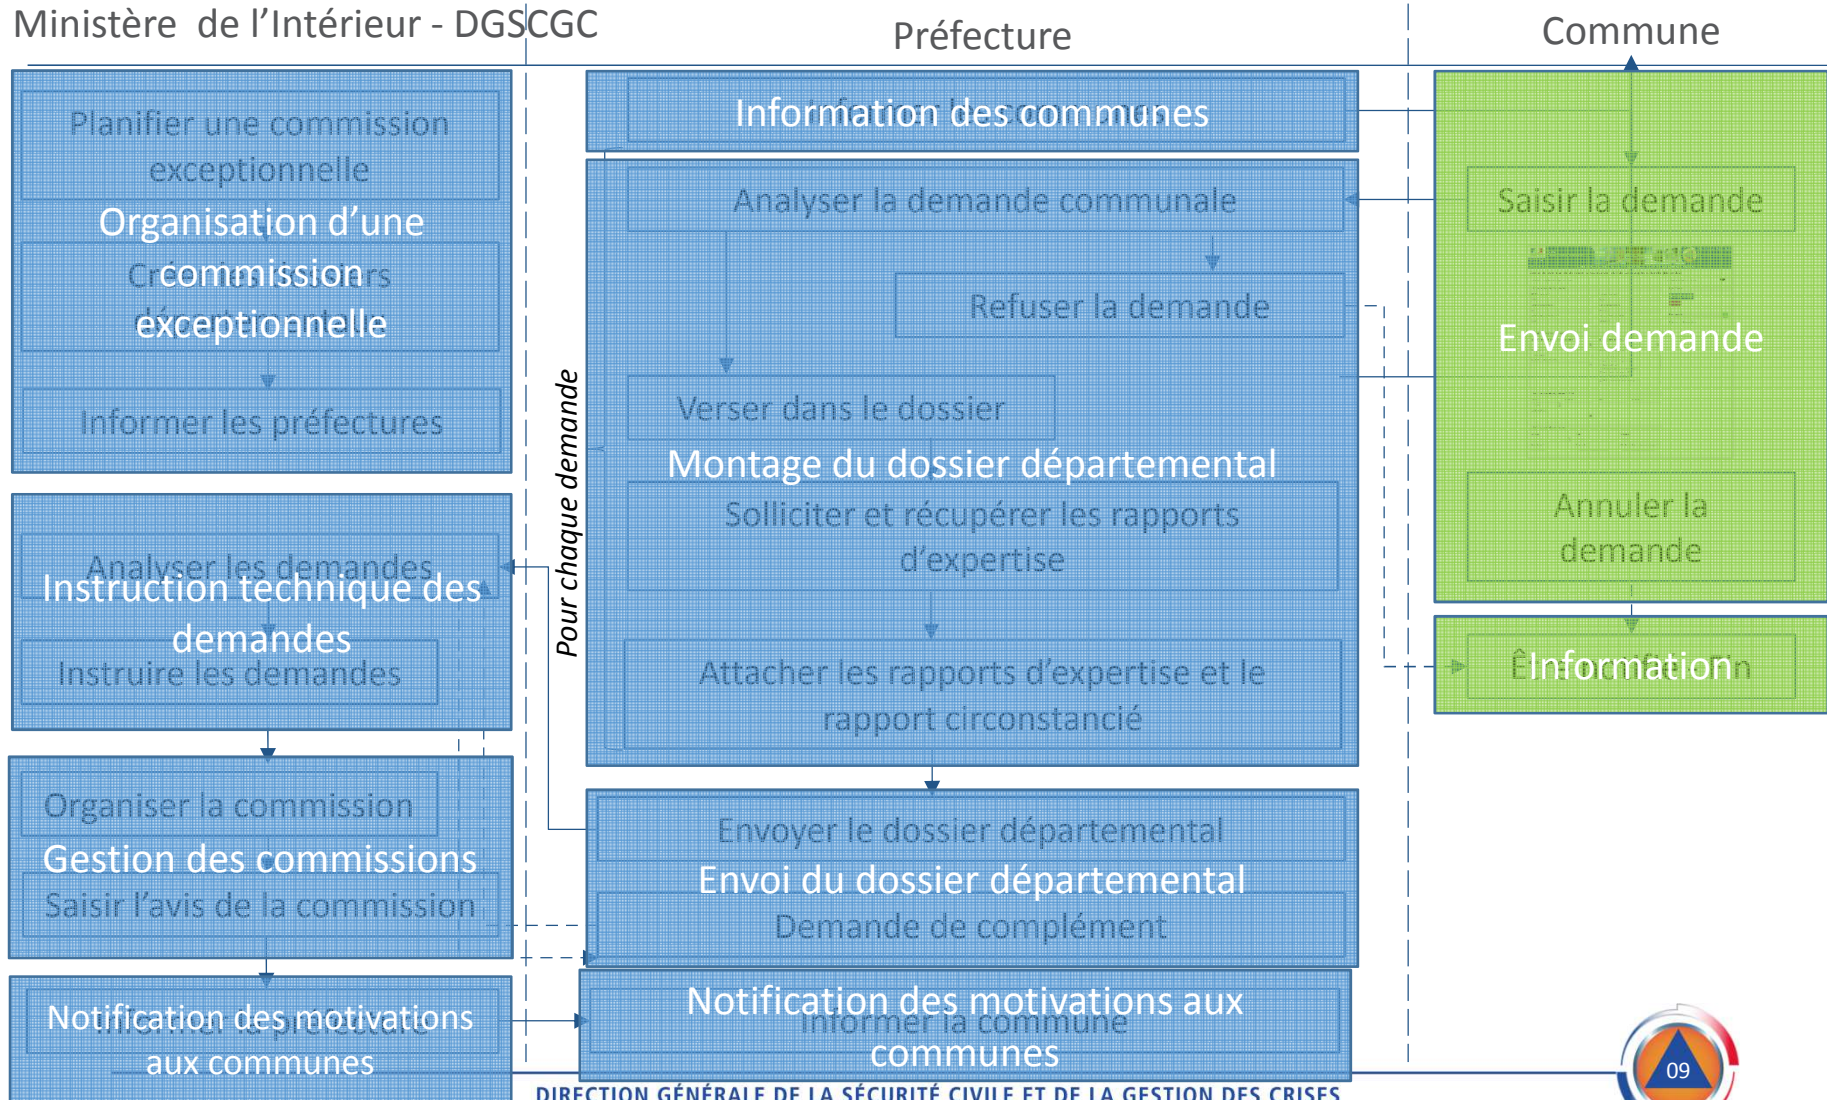 Ministère de l'Intérieur - DGSCGC
Préfecture
Commune
Planifier une commission
exceptionnelle
Organisation d'une
commission
exceptionnelle
Informer les préfectures
Analyser les demandes
Instruction technique des
demandes
Instruire les demandes
Organiser la commission
Gestion des commissions
Saisir l'avis de la commission
Notification des motivations
Informer la préfecture
aux communes
Information des communes
Informer les communes
Pour chaque demande
Analyser la demande communale
Refuser la demande
Verser dans le dossier
Montage du dossier départemental
Solliciter et récupérer les rapports
d'expertise
Attacher les rapports d'expertise et le
rapport circonstancié
Envoyer le dossier départemental
Envoi du dossier départemental
Demande de complément
Notification des motivations aux
Informer la commune
communes
Saisir la demande
Envoi demande
Annuler la
demande
Information
DIRECTION GÉNÉRALE DE LA SÉCURITÉ CIVILE ET DE LA GESTION DES CRISES
09